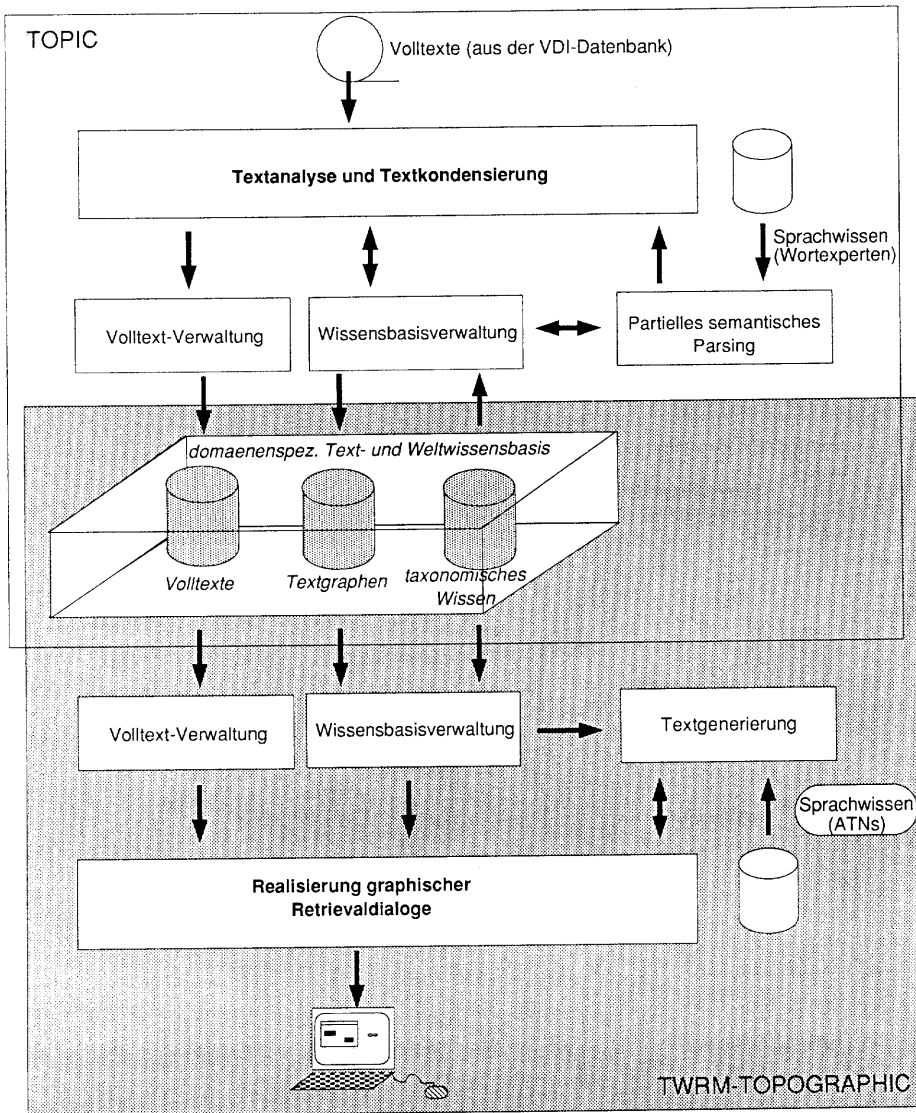 TOPIC
Volltexte (aus der VDI-Datenbank)
Textanalyse und Textkondensierung
Sprachwissen
(Wortexperten)
Volltext-Verwaltung
Wissensbasisverwaltung
Partielles semantisches
Parsing
domaenenspez. Text- und Weltwissensbasis
Volltexte
Textgraphen
taxonomisches
Wissen
Volltext-Verwaltung
Wissensbasisverwaltung
Textgenerierung
Sprachwissen
(ATNs)
Realisierung graphischer
Retrievaldialoge
TWRM-TOPOGRAPHIC